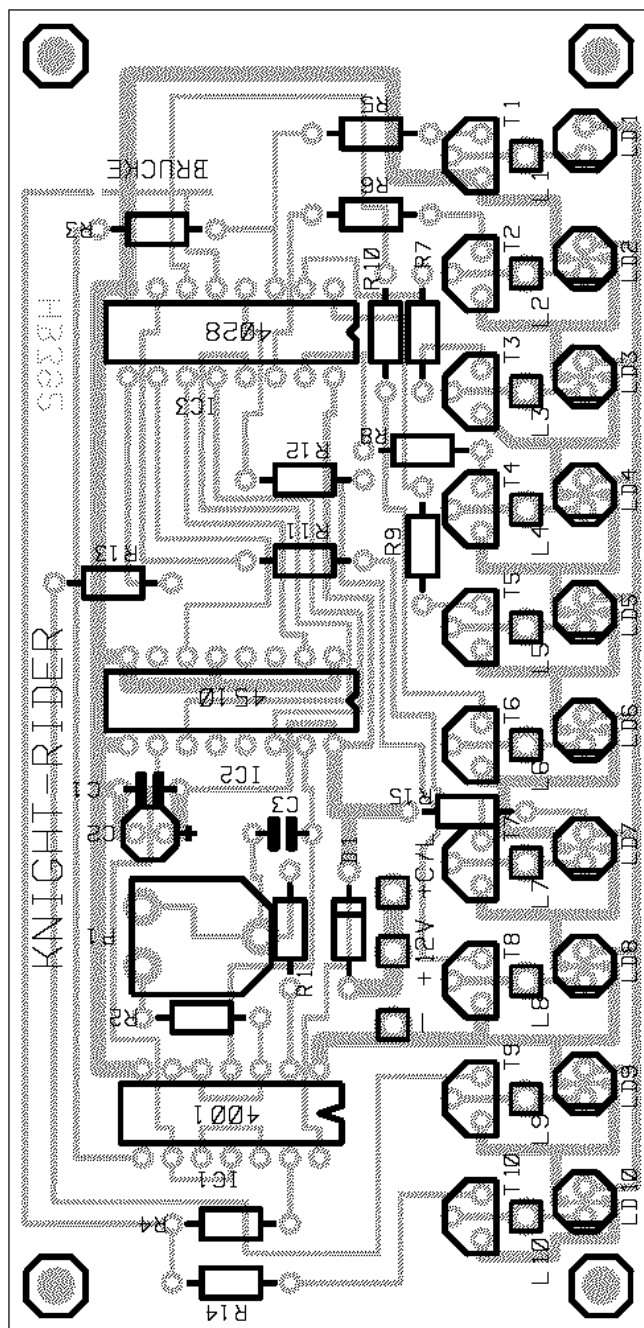 R5
T1
LD1
BRUCKE
L1
R6
R3
T2
LD2
R10
R7
L2
4028
H33GS
T3
LD3
IC3
L3
R8
R12
T4
LD4
R11
R9
L4
R13
T5
LD5
KNIGHT-RIDER
L5
4510
T6
LD6
IC2
L6
C1
R15
C3
C2
D1
T7
LD7
+C/L
L7
P1
+12V
T8
LD8
R1
L8
R2
-
T9
LD9
4001
L9
IC1
T10
LD10
R4
L10
R14